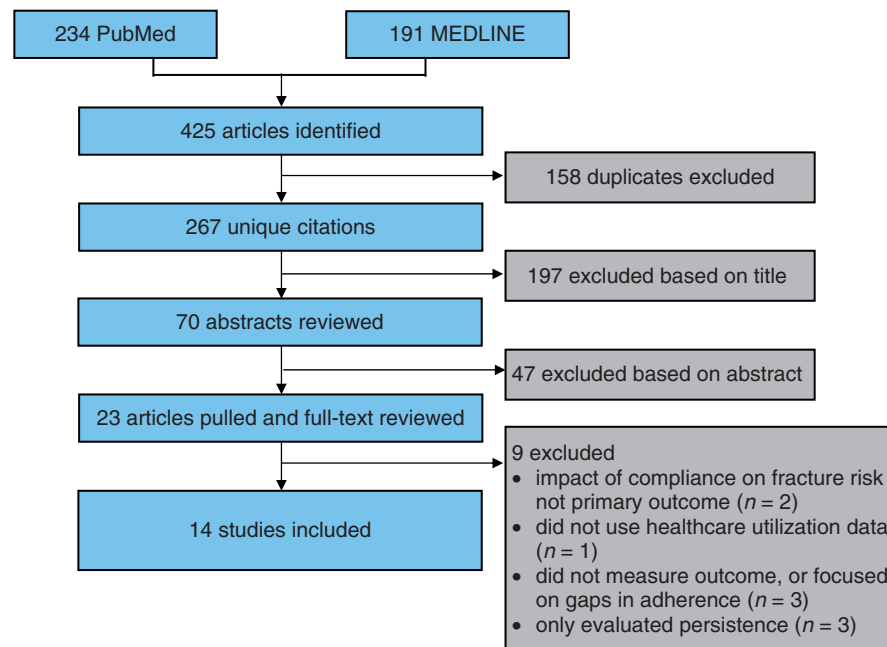 234 PubMed
191 MEDLINE
425 articles identified
158 duplicates excluded
267 unique citations
197 excluded based on title
70 abstracts reviewed
47 excluded based on abstract
23 articles pulled and full-text reviewed
9 excluded
• impact of compliance on fracture risk
not primary outcome (n = 2)
• did not use healthcare utilization data
(n = 1)
• did not measure outcome, or focused
on gaps in adherence (n = 3)
• only evaluated persistence (n = 3)
14 studies included